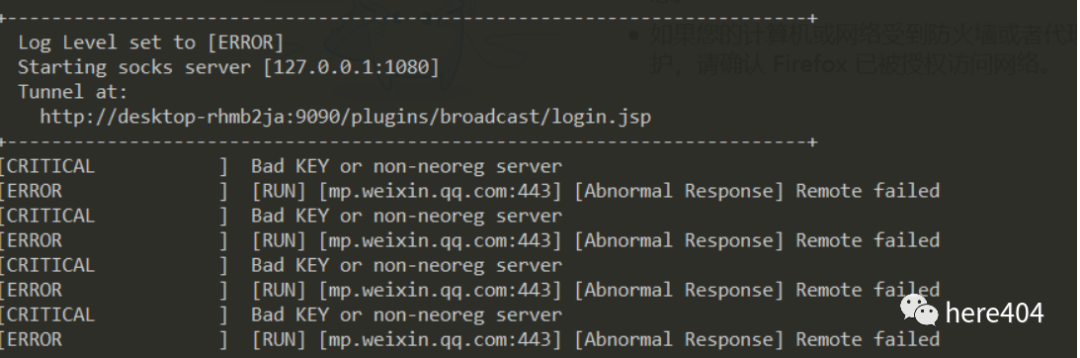 +------------------------------------------------------------------------+
Log Level set to [ERROR]
Starting socks server [127.0.0.1:1080]
Tunnel at:
http://desktop-rhmb2ja:9090/plugins/broadcast/login.jsp
+------------------------------------------------------------------------+
[CRITICAL ] Bad KEY or non-neoreg server
[ERROR ] [RUN] [mp.weixin.qq.com:443] [Abnormal Response] Remote failed
[CRITICAL ] Bad KEY or non-neoreg server
[ERROR ] [RUN] [mp.weixin.qq.com:443] [Abnormal Response] Remote failed
[CRITICAL ] Bad KEY or non-neoreg server
[ERROR ] [RUN] [mp.weixin.qq.com:443] [Abnormal Response] Remote failed
[CRITICAL ] Bad KEY or non-neoreg server
[ERROR ] [RUN] [mp.weixin.qq.com:443] [Abnormal Response] Remote failed
如果您的计算机或网络受到防火墙或者代理
护，请确认 Firefox 已被授权访问网络。
here404